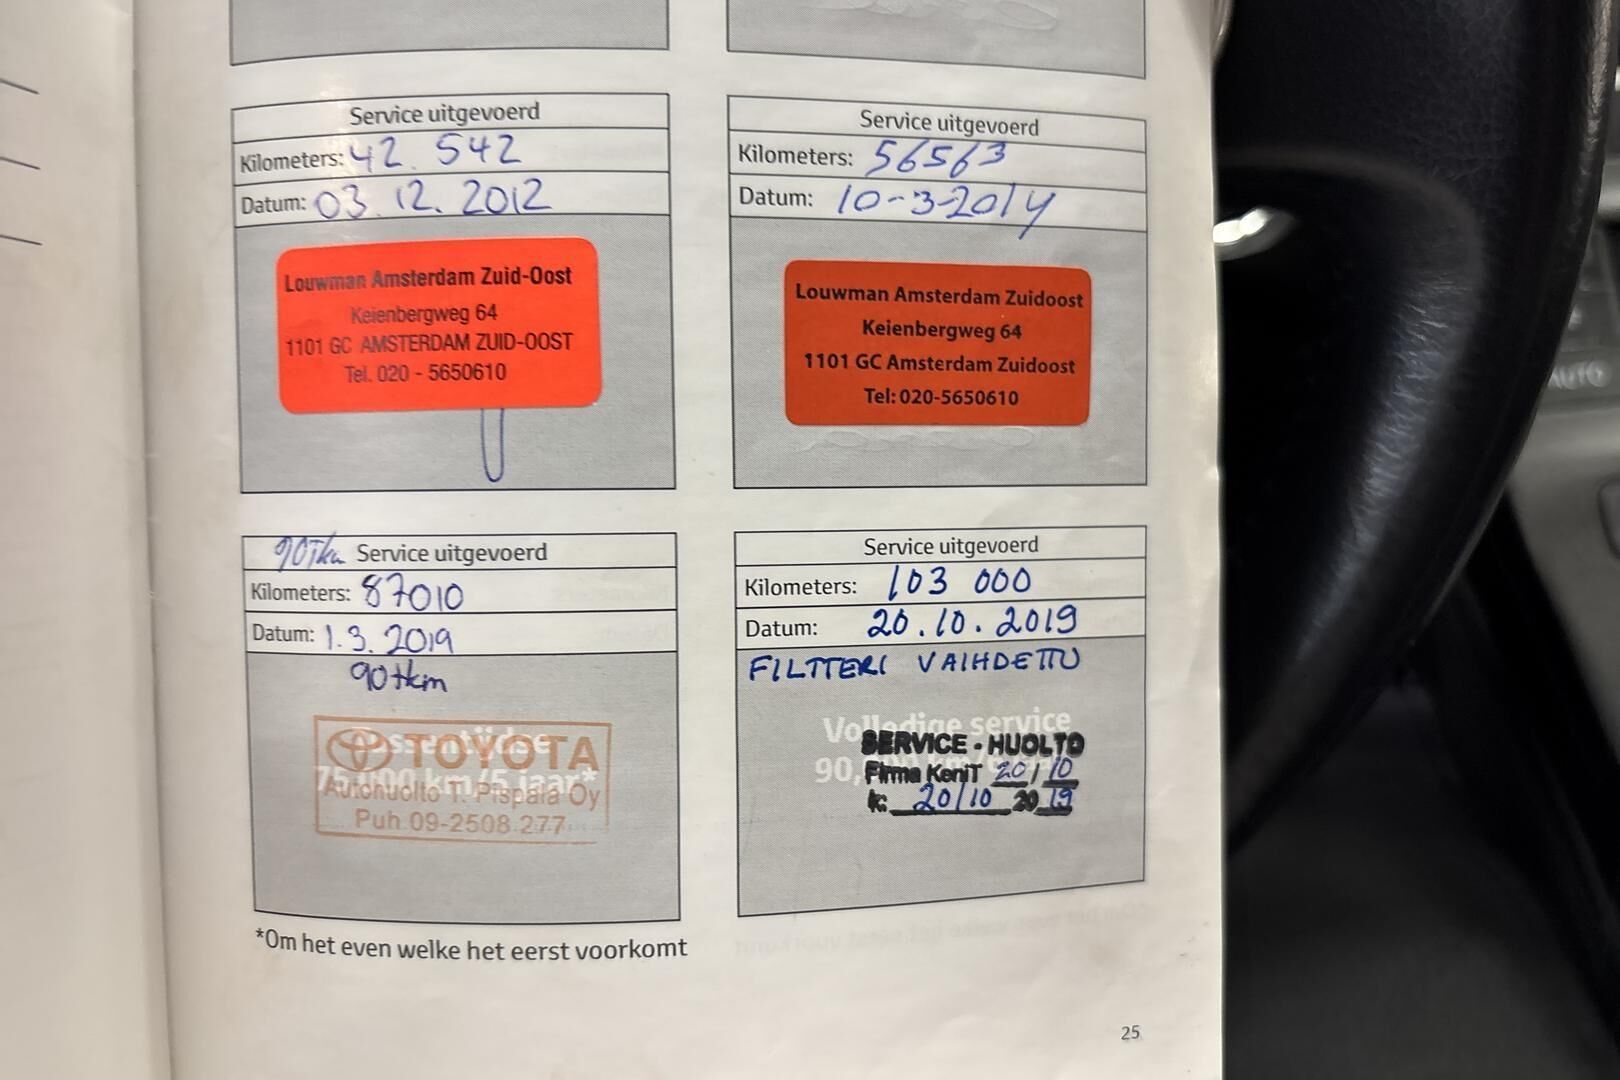 Service uitgevoerd
Kilometers: 42.542
Datum: 03.12.2012
Louwman Amsterdam Zuid-Oost
Keienbergweg 64
1101 GC AMSTERDAM ZUID-OOST
Tel. 020 - 5650610
Service uitgevoerd
Kilometers: 56563
Datum: 10-3-2014
Louwman Amsterdam Zuidoost
Keienbergweg 64
1101 GC Amsterdam Zuidoost
Tel: 020-5650610
90Tkm Service uitgevoerd
Kilometers: 87010
Datum: 1.3.2019
90tkm
TOYOTA
75.000 km/5 jaar*
Autohuolto T. Pispala Oy
Puh 09-2508 277
Service uitgevoerd
Kilometers: 103 000
Datum: 20.10.2019
FILTTERI VAIHDETTU
Volledige service
SERVICE - HUOLTO
Firma KeniT 20/10
20/10 20 19
*Om het even welke het eerst voorkomt
25
AUTO